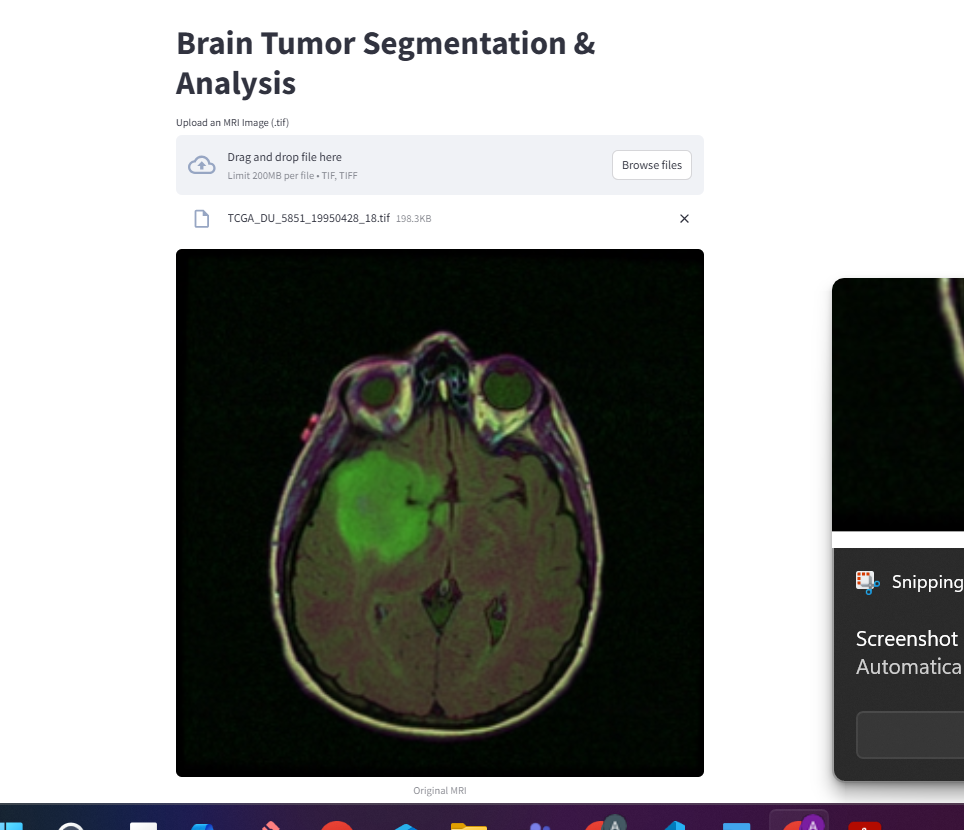 Brain Tumor Segmentation &
Analysis
Upload an MRI Image (.tif)
Drag and drop file here
Limit 200MB per file • TIF, TIFF
Browse files
TCGA_DU_5851_19950428_18.tif 198.3KB
Original MRI
Snipping
Screenshot
Automatica
A
A